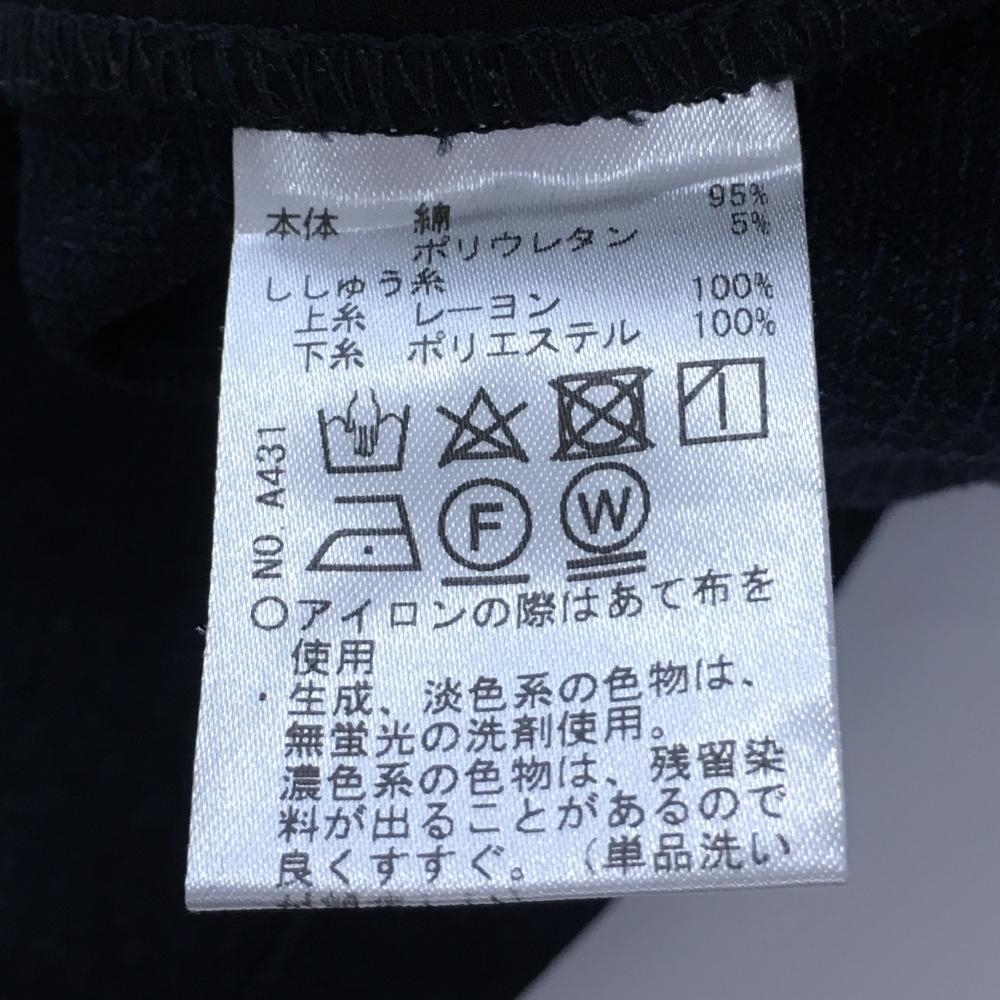 本体 綿 95%
ポリウレタン 5%
ししゅう糸
上糸 レーヨン 100%
下糸 ポリエステル 100%
NO. A431
F W
○アイロンの際はあて布を
使用
・生成、淡色系の色物は、
無蛍光の洗剤使用。
濃色系の色物は、残留染
料が出ることがあるので
良くすすぐ。(単品洗い